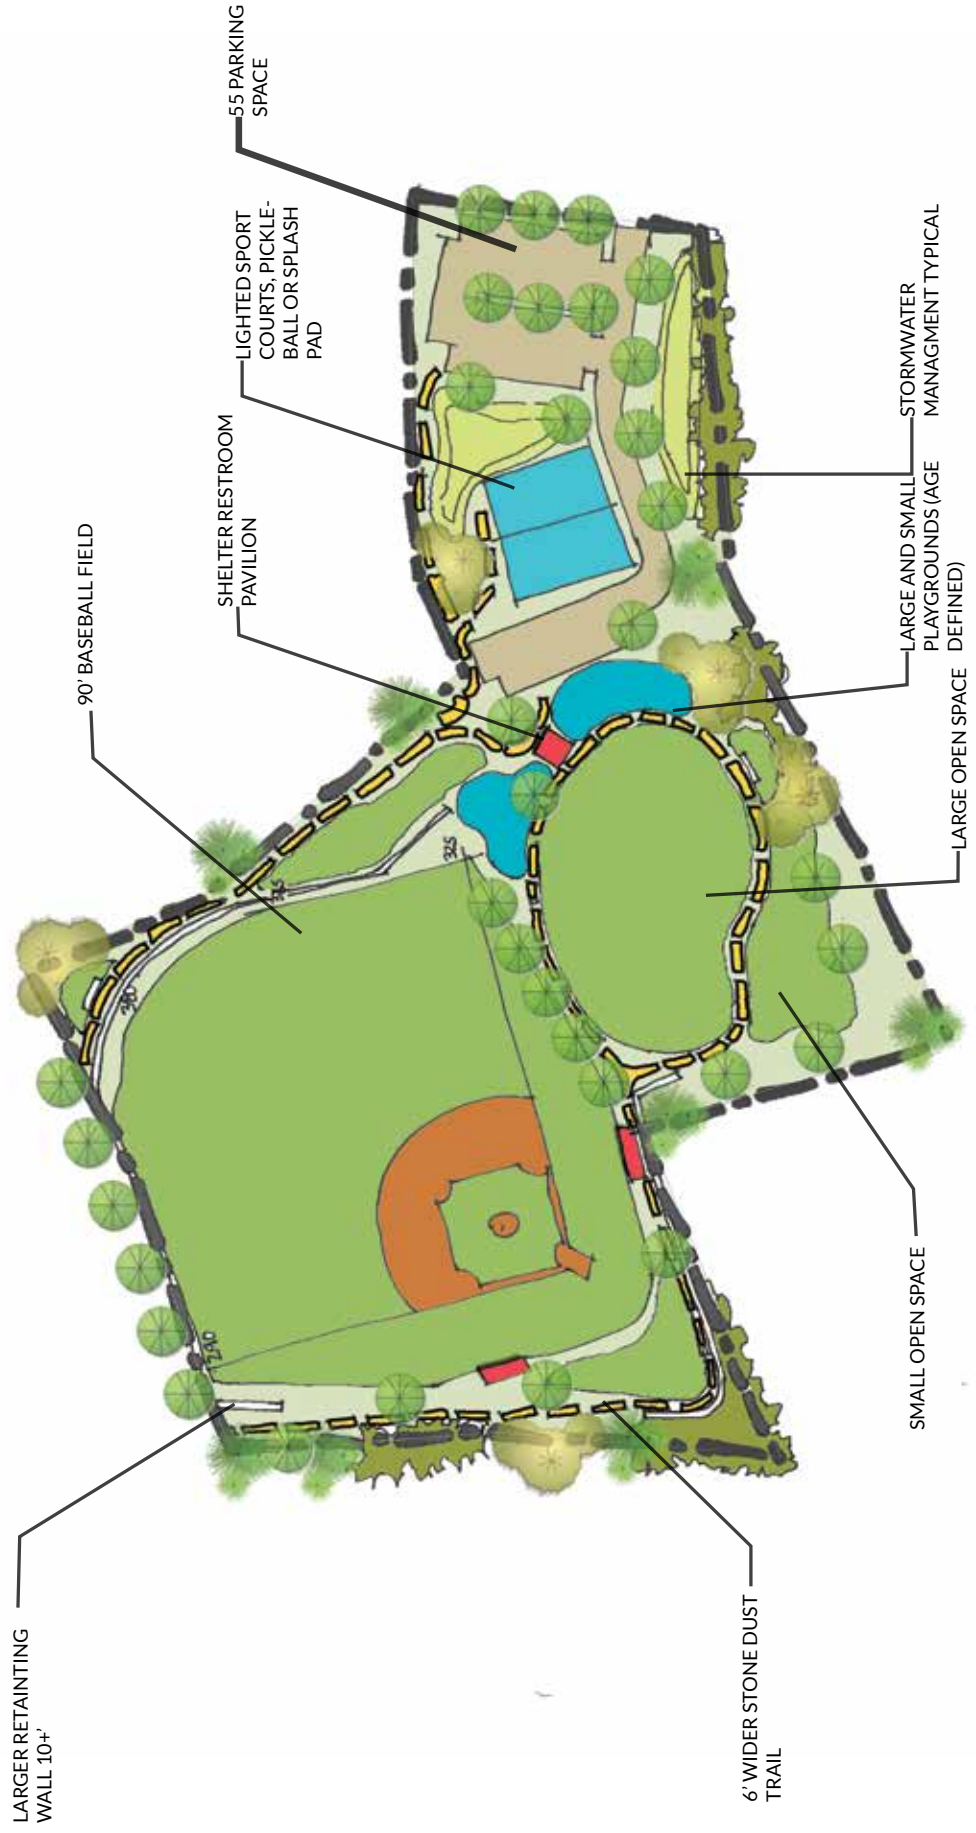 LARGER RETAINTING
WALL 10+'
90' BASEBALL FIELD
SHELTER RESTROOM
PAVILION
LIGHTED SPORT
COURTS, PICKLE-
BALL OR SPLASH
PAD
55 PARKING
SPACE
380
290
325
6' WIDER STONE DUST
TRAIL
SMALL OPEN SPACE
LARGE OPEN SPACE
LARGE AND SMALL
PLAYGROUNDS (AGE
DEFINED)
STORMWATER
MANAGMENT TYPICAL